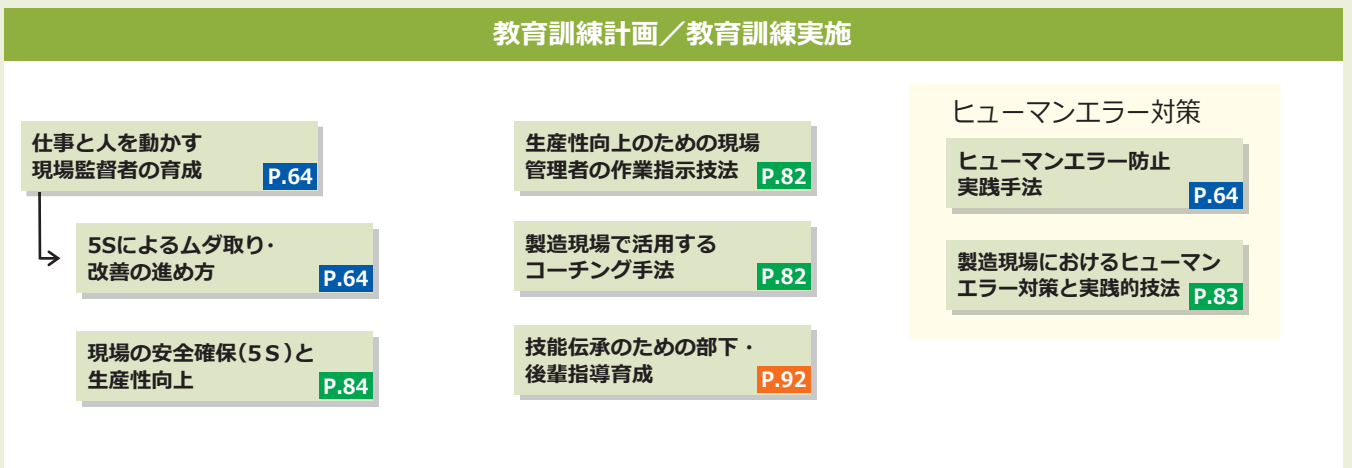 教育訓練計画／教育訓練実施
仕事と人を動かす
現場監督者の育成
P.64
5Sによるムダ取り・
改善の進め方
P.64
現場の安全確保（5Ｓ）と
生産性向上
P.84
生産性向上のための現場
管理者の作業指示技法
P.82
製造現場で活用する
コーチング手法
P.82
技能伝承のための部下・
後輩指導育成
P.92
ヒューマンエラー対策
ヒューマンエラー防止
実践手法
P.64
製造現場におけるヒューマン
エラー対策と実践的技法
P.83